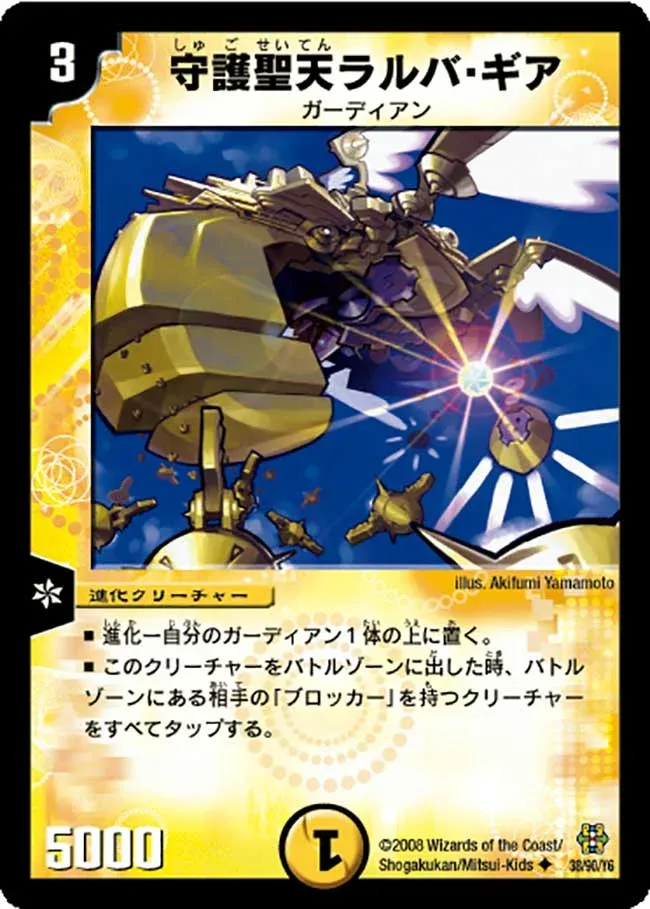 3
しゅごせいてん
守護聖天ラルバ・ギア
ガーディアン
illus. Akifumi Yamamoto
進化クリーチャー
■ 進化－自分のガーディアン1体の上に置く。
■ このクリーチャーをバトルゾーンに出した時、バトル
ゾーンにある相手の「ブロッカー」を持つクリーチャー
をすべてタップする。
5000
1
©2008 Wizards of the Coast/
Shogakukan/Mitsui-Kids
38/90/Y6